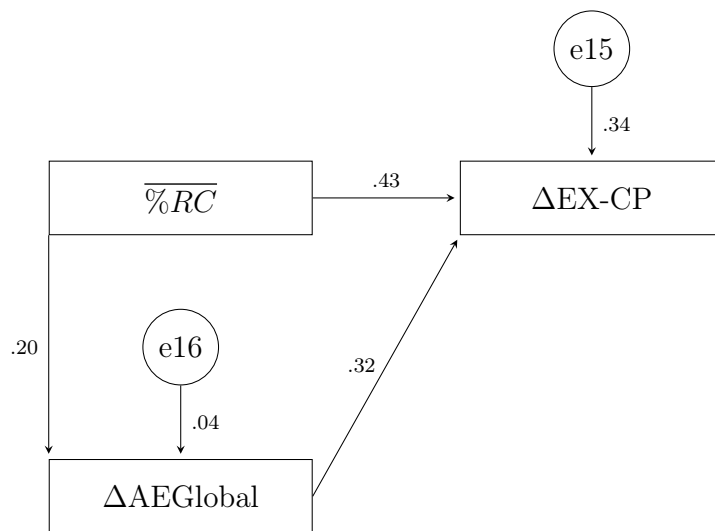 e15
.34
%RC
.43
ΔEX-CP
.20
e16
.32
.04
ΔAEGlobal